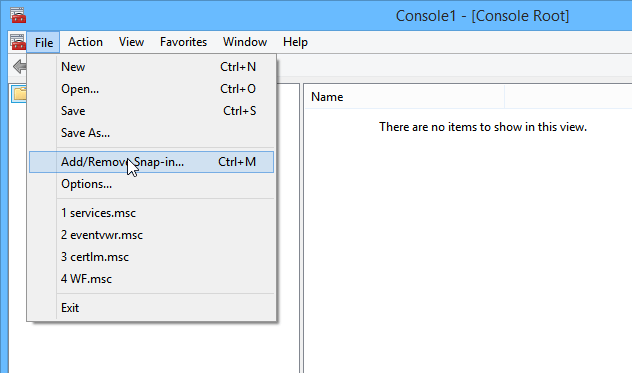 Console1 - [Console Root]
File Action View Favorites Window Help
New Ctrl+N
Open... Ctrl+O
Save Ctrl+S
Save As...
Add/Remove Snap-in... Ctrl+M
Options...
1 services.msc
2 eventvwr.msc
3 certlm.msc
4 WF.msc
Exit
Name
There are no items to show in this view.